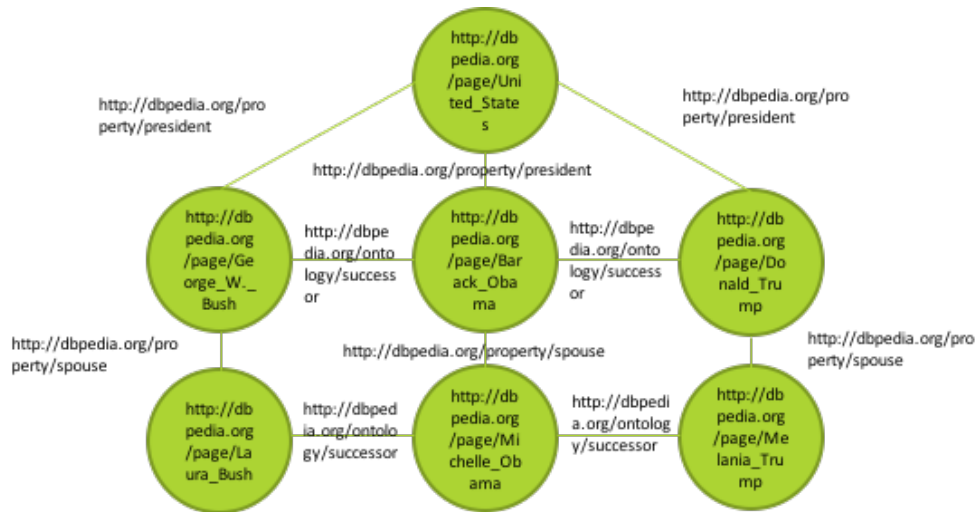 http://db
pedia.org
/page/Uni
ted_State
s
http://dbpedia.org/pro
perty/president
http://dbpedia.org/pro
perty/president
http://dbpedia.org/property/president
http://db
pedia.org
/page/Ge
orge_W._
Bush
http://dbpe
dia.org/onto
logy/success
or
http://db
pedia.org
/page/Bar
ack_Oba
ma
http://dbpe
dia.org/onto
logy/success
or
http://db
pedia.org
/page/Do
nald_Tru
mp
http://dbpedia.org/pro
perty/spouse
http://dbpedia.org/property/spouse
http://dbpedia.org/pro
perty/spouse
http://db
pedia.org
/page/La
ura_Bush
http://dbped
ia.org/ontolo
gy/successor
http://db
pedia.org
/page/Mi
chelle_Ob
ama
http://dbpedi
a.org/ontolog
y/successor
http://db
pedia.org
/page/Me
lania_Tru
mp